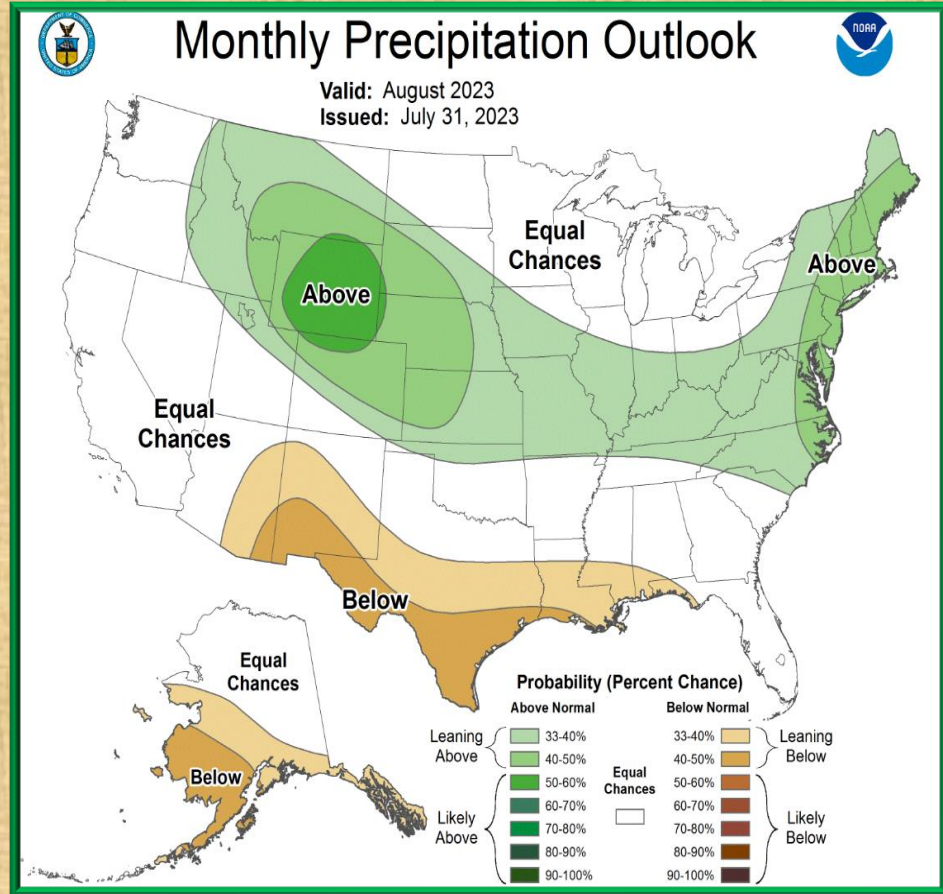 Monthly Precipitation Outlook
NOAA
Valid: August 2023
Issued: July 31, 2023
Equal
Chances
Above
Above
Equal
Chances
Below
Equal
Chances
Below
Probability (Percent Chance)
Above Normal
Below Normal
Leaning
Above
33-40%
40-50%
Likely
Above
50-60%
60-70%
70-80%
80-90%
90-100%
Equal
Chances
33-40%
40-50%
Leaning
Below
50-60%
60-70%
70-80%
80-90%
90-100%
Likely
Below